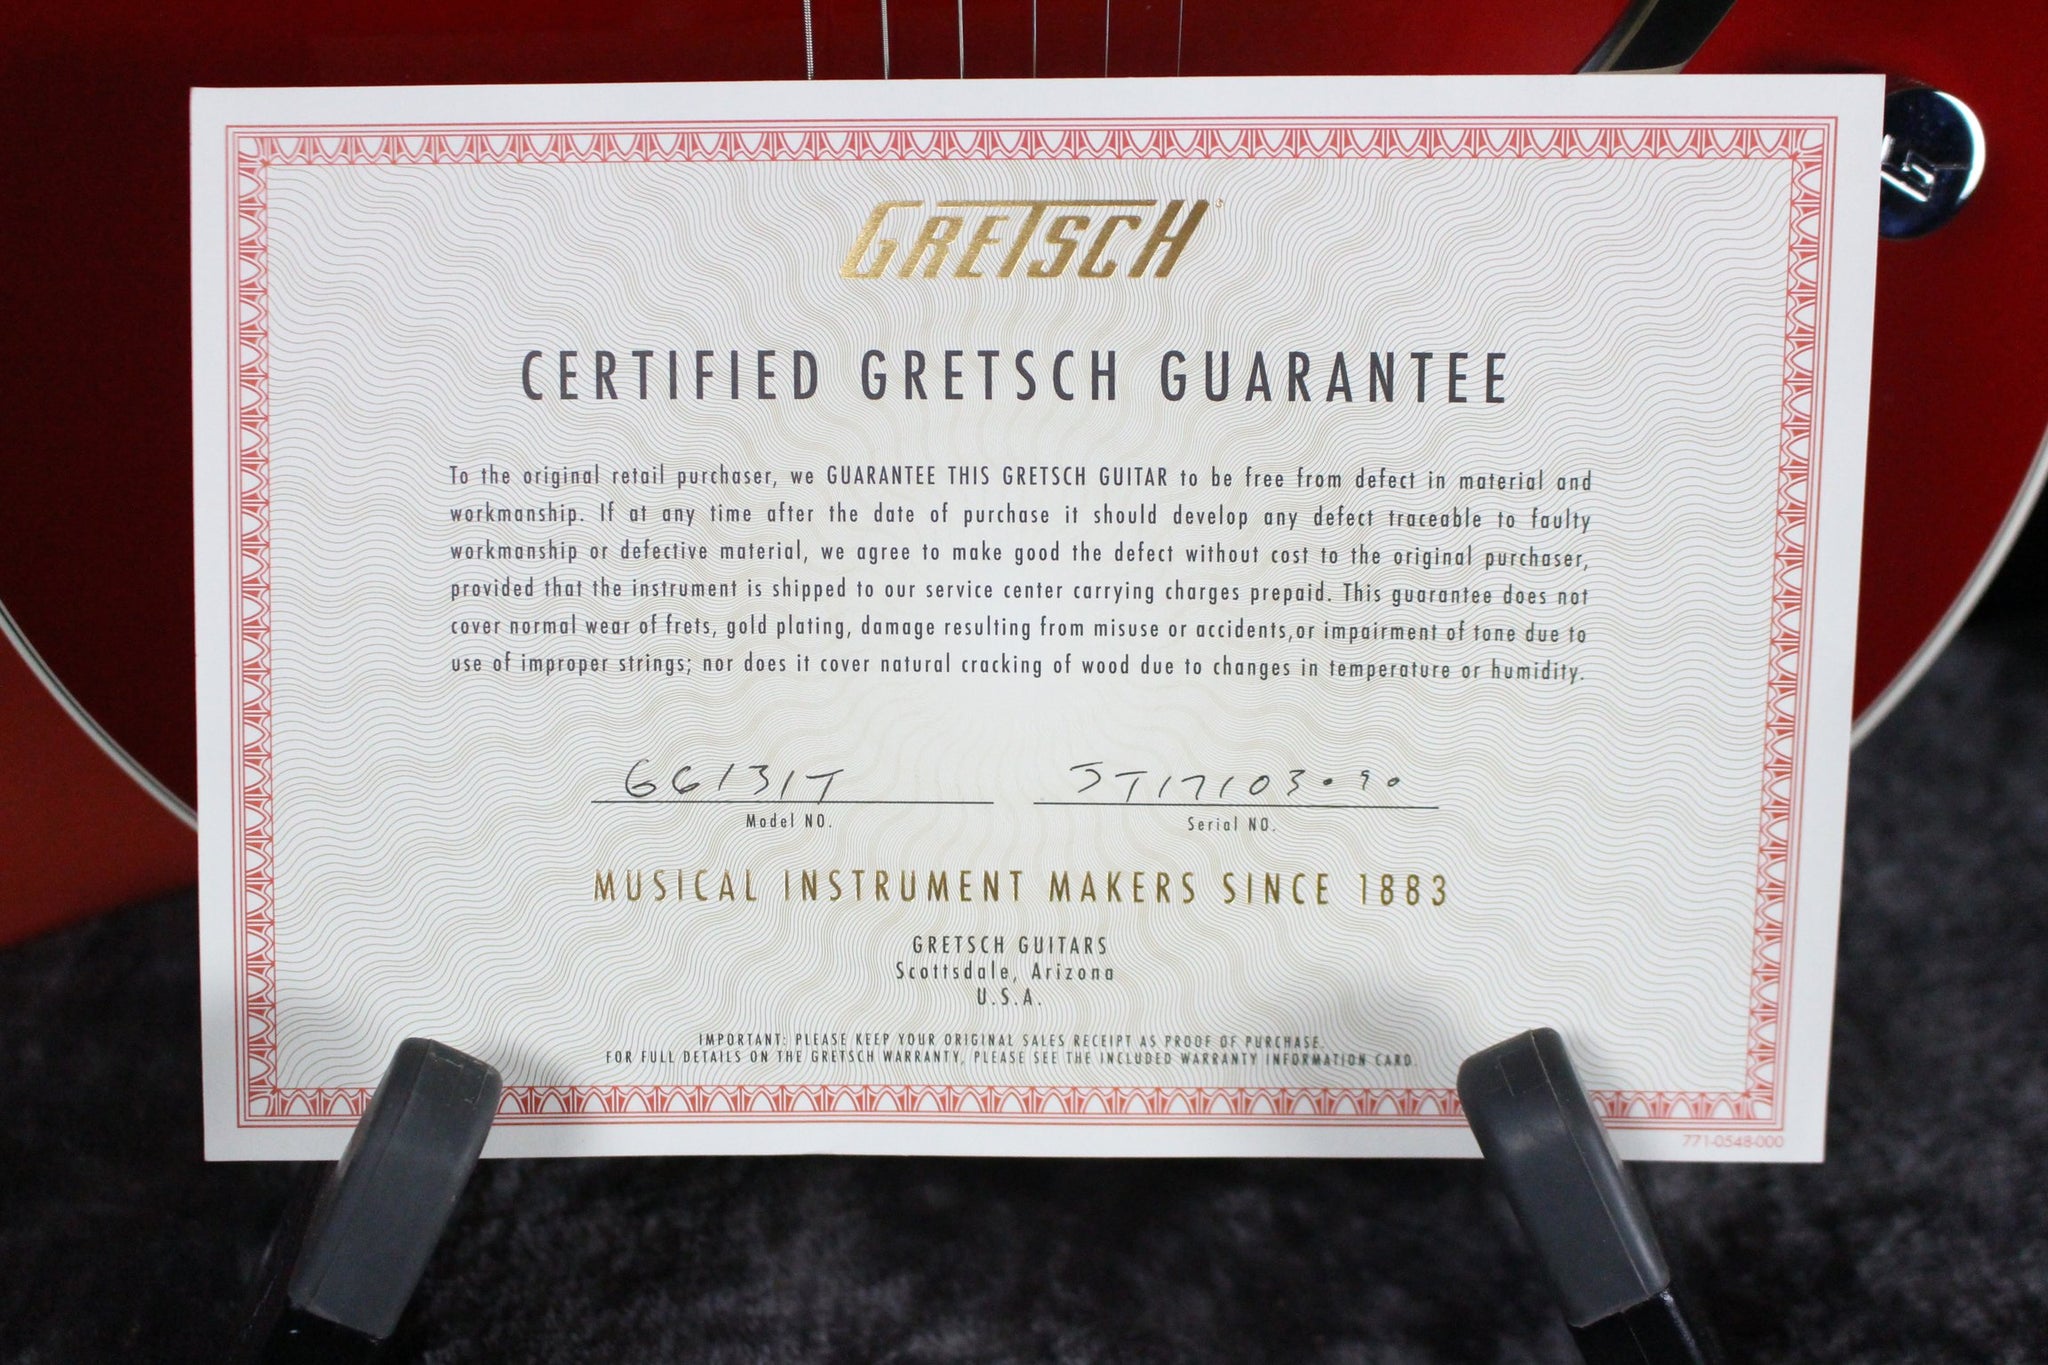 GRETSCH
CERTIFIED GRETSCH GUARANTEE
To the original retail purchaser, we GUARANTEE THIS GRETSCH GUITAR to be free from defect in material and
workmanship. If at any time after the date of purchase it should develop any defect traceable to faulty
workmanship or defective material, we agree to make good the defect without cost to the original purchaser,
provided that the instrument is shipped to our service center carrying charges prepaid. This guarantee does not
cover normal wear of frets, gold plating, damage resulting from misuse or accidents,or impairment of tone due to
use of improper strings; nor does it cover natural cracking of wood due to changes in temperature or humidity.
G6131T JT17103090
Model NO. Serial NO.
MUSICAL INSTRUMENT MAKERS SINCE 1883
GRETSCH GUITARS
Scottsdale, Arizona
U.S.A.
IMPORTANT: PLEASE KEEP YOUR ORIGINAL SALES RECEIPT AS PROOF OF PURCHASE.
FOR FULL DETAILS ON THE GRETSCH WARRANTY, PLEASE SEE THE INCLUDED WARRANTY INFORMATION CARD.
771-0548-000